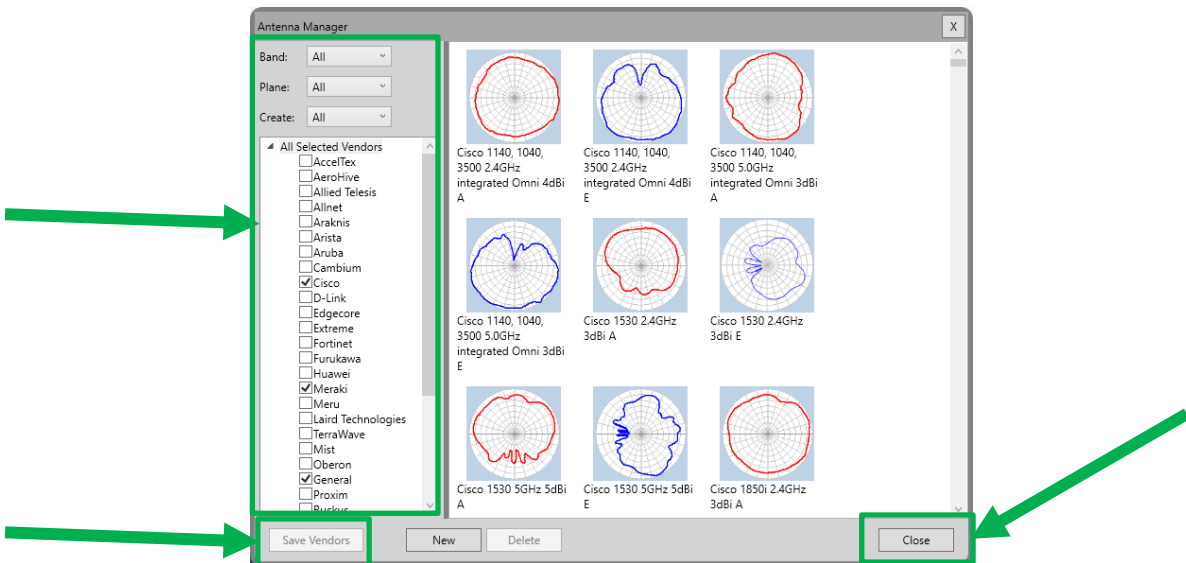 Antenna Manager
X
Band:
All
Plane:
All
Create:
All
All Selected Vendors
AccelTex
AeroHive
Allied Telesis
Allnet
Araknis
Arista
Aruba
Cambium
Cisco
D-Link
Edgecore
Extreme
Fortinet
Furukawa
Huawei
Meraki
Meru
Laird Technologies
TerraWave
Mist
Oberon
General
Proxim
Ruckus
Cisco 1140, 1040,
3500 2.4GHz
integrated Omni 4dBi
A
Cisco 1140, 1040,
3500 2.4GHz
integrated Omni 4dBi
E
Cisco 1140, 1040,
3500 5.0GHz
integrated Omni 3dBi
A
Cisco 1140, 1040,
3500 5.0GHz
integrated Omni 3dBi
E
Cisco 1530 2.4GHz
3dBi A
Cisco 1530 2.4GHz
3dBi E
Cisco 1530 5GHz 5dBi
A
Cisco 1530 5GHz 5dBi
E
Cisco 1850i 2.4GHz
3dBi A
Save Vendors
New
Delete
Close